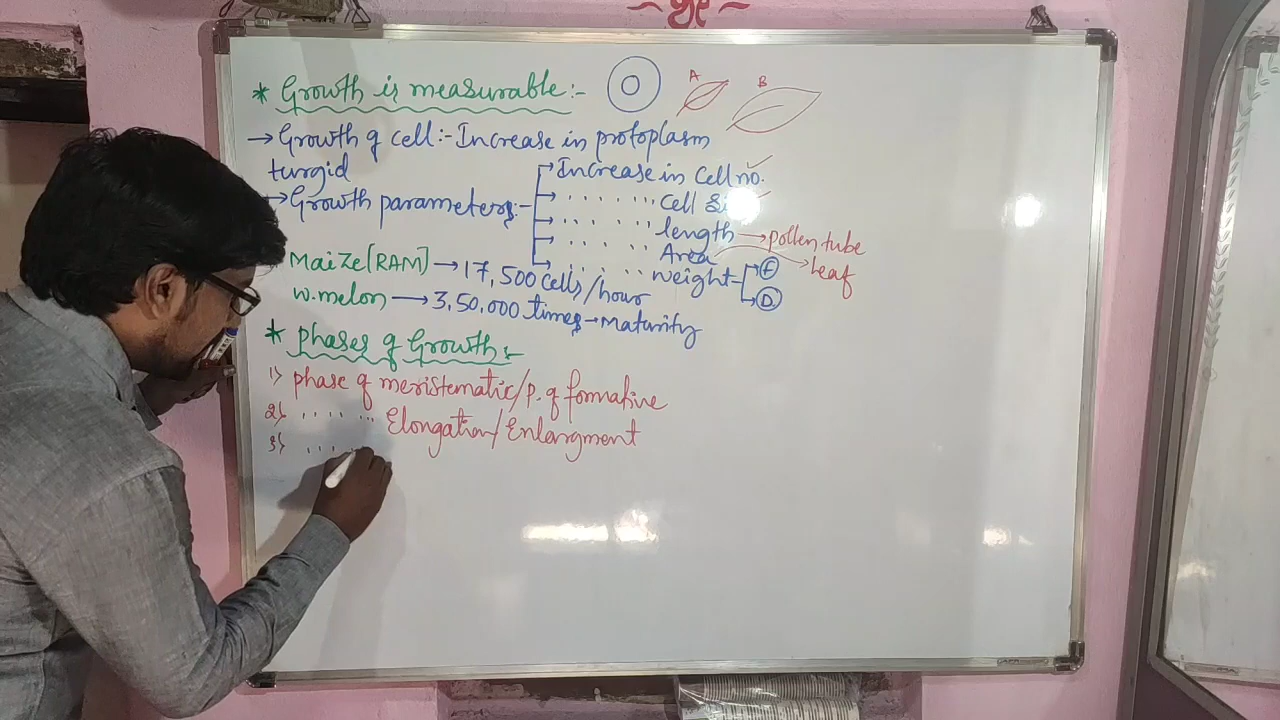 श्री
* Growth is measurable :-
A B
→ Growth of cell :- Increase in protoplasm
turgid
→ Growth parameters :- Increase in Cell no.
...... Cell
...... length → pollen tube
...... Area → Leaf
...... weight F D
Maize (RAM) → 17,500 cells/hour
W.melon → 3,50,000 times → Maturity
* Phases of Growth :-
1) phase of meristematic/p. of formative
2) ...... Elongation/Enlargment
3) ....